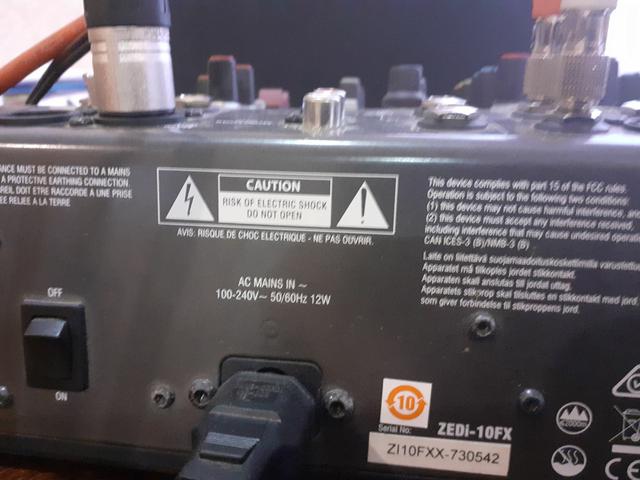 ANCE MUST BE CONNECTED TO A MAINS
A PROTECTIVE EARTHING CONNECTION.
REIL DOIT ETRE RACCORDE A UNE PRISE
EE RELIEE A LA TERRE
CAUTION
RISK OF ELECTRIC SHOCK
DO NOT OPEN
AVIS: RISQUE DE CHOC ELECTRIQUE - NE PAS OUVRIR.
This device complies with part 15 of the FCC rules.
Operation is subject to the following two conditions:
(1) this device may not cause harmful interference, and
(2) this device must accept any interference received,
including interference that may cause undesired operation
CAN ICES-3 (B)/NMB-3 (B)
Laite on liitettävä suojamaadoituskoskettimilla varustettuun
Apparatet må tilkoples jordet stikkontakt.
Apparaten skall anslutas till jordat uttag.
Apparatets stikprop skal tilsluttes en stikkontakt med jord
som giver forbindelse til stikproppens jord.
AC MAINS IN ~
100-240V~ 50/60Hz 12W
OFF
ON
10
Serial No:
ZEDi-10FX
ZI10FXX-730542
≤2000m
CE